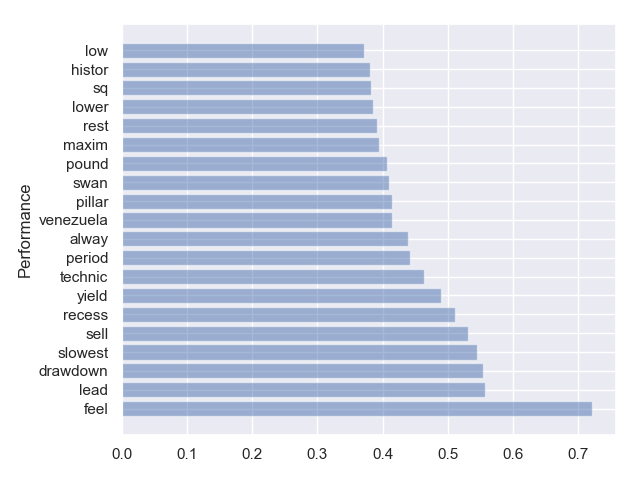 low
histor
sq
lower
rest
maxim
pound
swan
pillar
venezuela
alway
period
technic
yield
recess
sell
slowest
drawdown
lead
feel
Performance
0.0 0.1 0.2 0.3 0.4 0.5 0.6 0.7